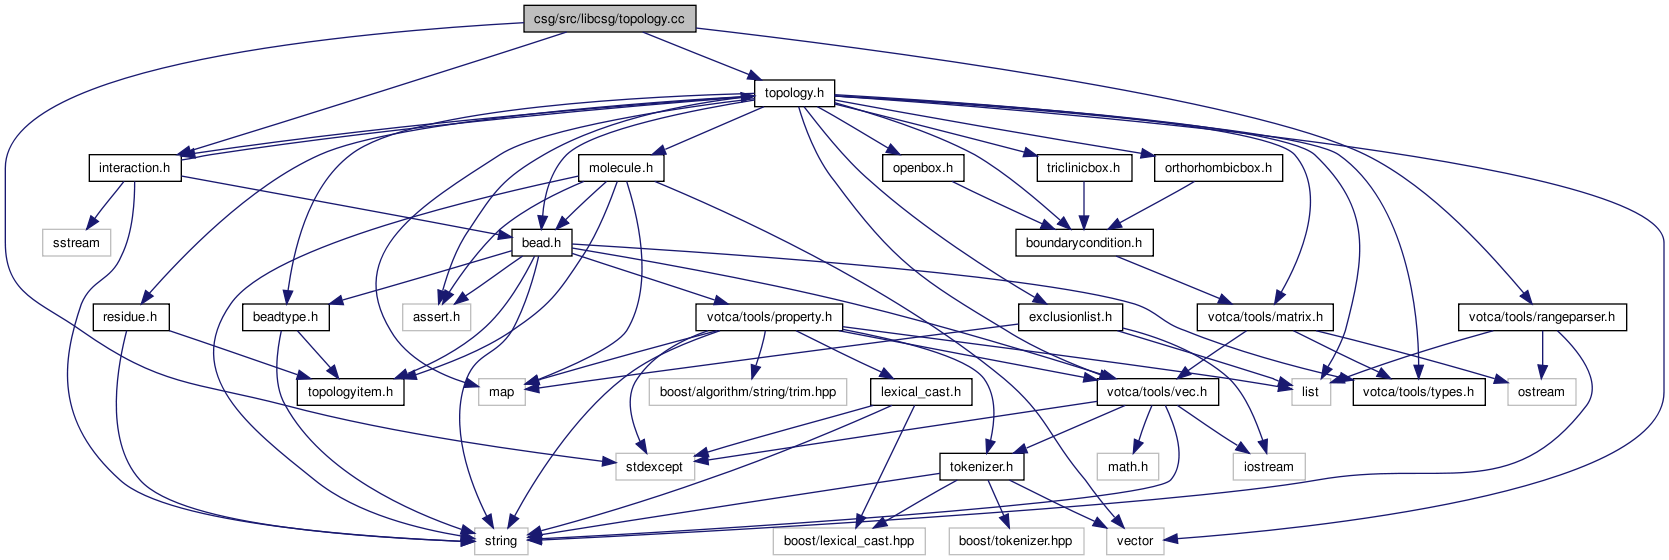 csg/src/libcsg/topology.cc
topology.h
interaction.h
molecule.h
openbox.h
triclinicbox.h
orthorhombicbox.h
sstream
bead.h
boundarycondition.h
residue.h
beadtype.h
assert.h
votca/tools/property.h
exclusionlist.h
votca/tools/matrix.h
votca/tools/rangeparser.h
topologyitem.h
map
boost/algorithm/string/trim.hpp
lexical_cast.h
votca/tools/vec.h
list
votca/tools/types.h
ostream
stdexcept
tokenizer.h
math.h
iostream
string
boost/lexical_cast.hpp
boost/tokenizer.hpp
vector